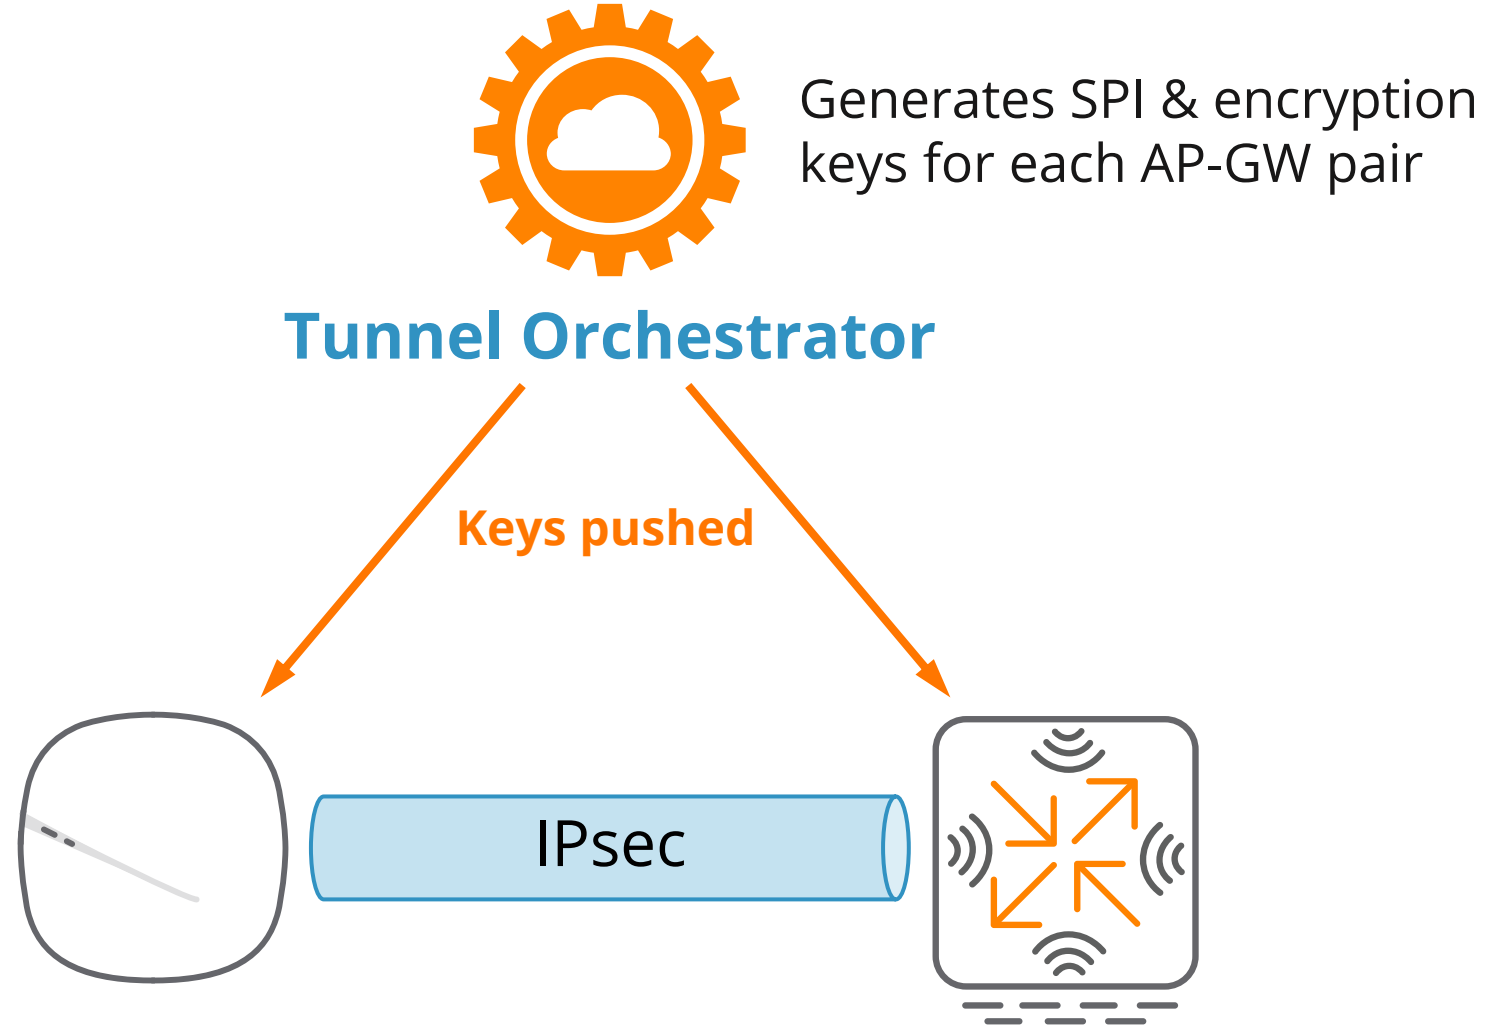 Generates SPI & encryption
keys for each AP-GW pair
Tunnel Orchestrator
Keys pushed
IPsec